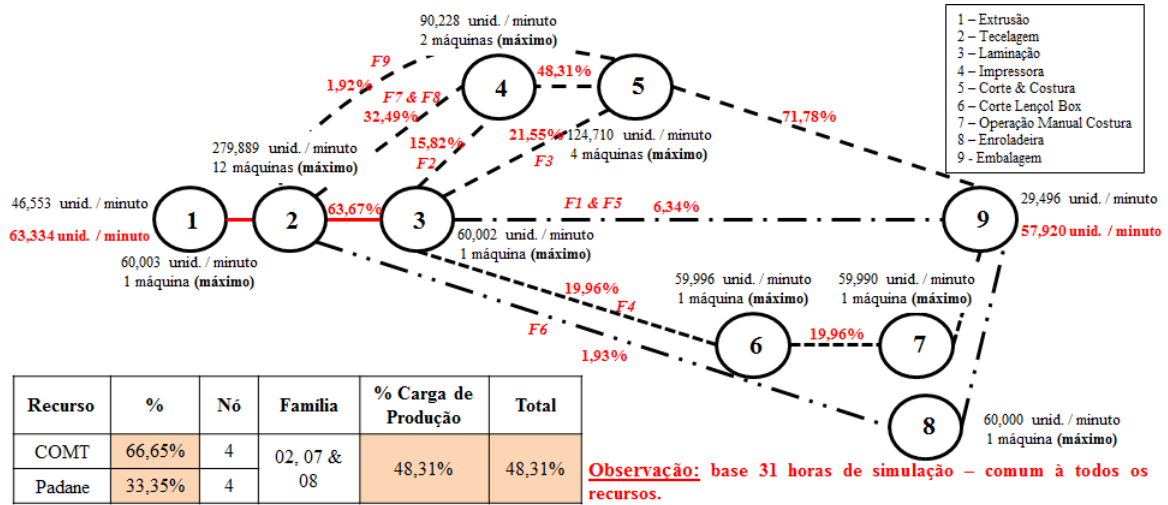 90,228 unid. / minuto
2 máquinas (máximo)
1 – Extrusão
2 – Tecelagem
3 – Laminação
4 – Impressora
5 – Corte & Costura
6 – Corte Lençol Box
7 – Operação Manual Costura
8 – Enroladeira
9 - Embalagem
F9
1,92%
4
48,31%
5
F7 & F8
32,49%
71,78%
279,889 unid. / minuto
12 máquinas (máximo)
15,82%
F2
21,55%
F3
124,710 unid. / minuto
4 máquinas (máximo)
46,553 unid. / minuto
63,334 unid. / minuto
1
2
63,67%
3
F1 & F5
6,34%
9
29,496 unid. / minuto
57,920 unid. / minuto
60,003 unid. / minuto
1 máquina (máximo)
60,002 unid. / minuto
1 máquina (máximo)
59,996 unid. / minuto
1 máquina (máximo)
59,990 unid. / minuto
1 máquina (máximo)
19,96%
F4
F6
1,93%
6
19,96%
7
8
60,000 unid. / minuto
1 máquina (máximo)
Recurso % Nó Família % Carga de Produção Total
COMT 66,65% 4 02, 07 & 08 48,31% 48,31%
Padane 33,35% 4
Observação: base 31 horas de simulação – comum à todos os
recursos.